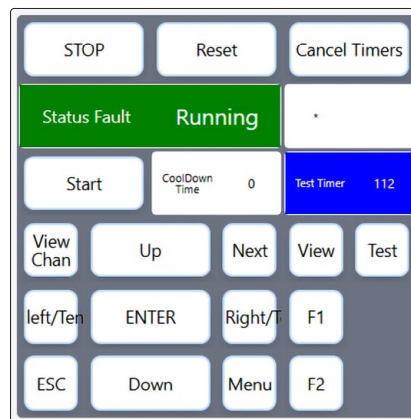 STOP Reset Cancel Timers
Status Fault Running *
Start CoolDown Time 0 Test Timer 112
View Chan Up Next View Test
left/Ten ENTER Right/T F1
ESC Down Menu F2